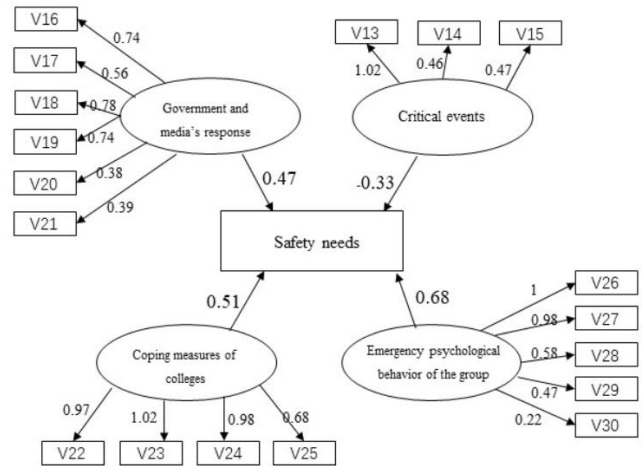 V16
0.74
V17
0.56
V18
0.78
V19
0.74
V20
0.38
V21
0.39
Government and
media's response
0.47
V13
V14
V15
1.02
0.46
0.47
Critical events
-0.33
Safety needs
0.51
0.68
Coping measures of
colleges
0.97
1.02
0.98
0.68
V22
V23
V24
V25
Emergency psychological
behavior of the group
1
V26
0.98
V27
0.58
V28
0.47
V29
0.22
V30